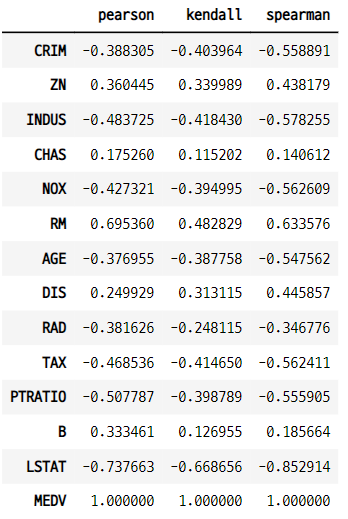 pearson kendall spearman
CRIM -0.388305 -0.403964 -0.558891
ZN 0.360445 0.339989 0.438179
INDUS -0.483725 -0.418430 -0.578255
CHAS 0.175260 0.115202 0.140612
NOX -0.427321 -0.394995 -0.562609
RM 0.695360 0.482829 0.633576
AGE -0.376955 -0.387758 -0.547562
DIS 0.249929 0.313115 0.445857
RAD -0.381626 -0.248115 -0.346776
TAX -0.468536 -0.414650 -0.562411
PTRATIO -0.507787 -0.398789 -0.555905
B 0.333461 0.126955 0.185664
LSTAT -0.737663 -0.668656 -0.852914
MEDV 1.000000 1.000000 1.000000